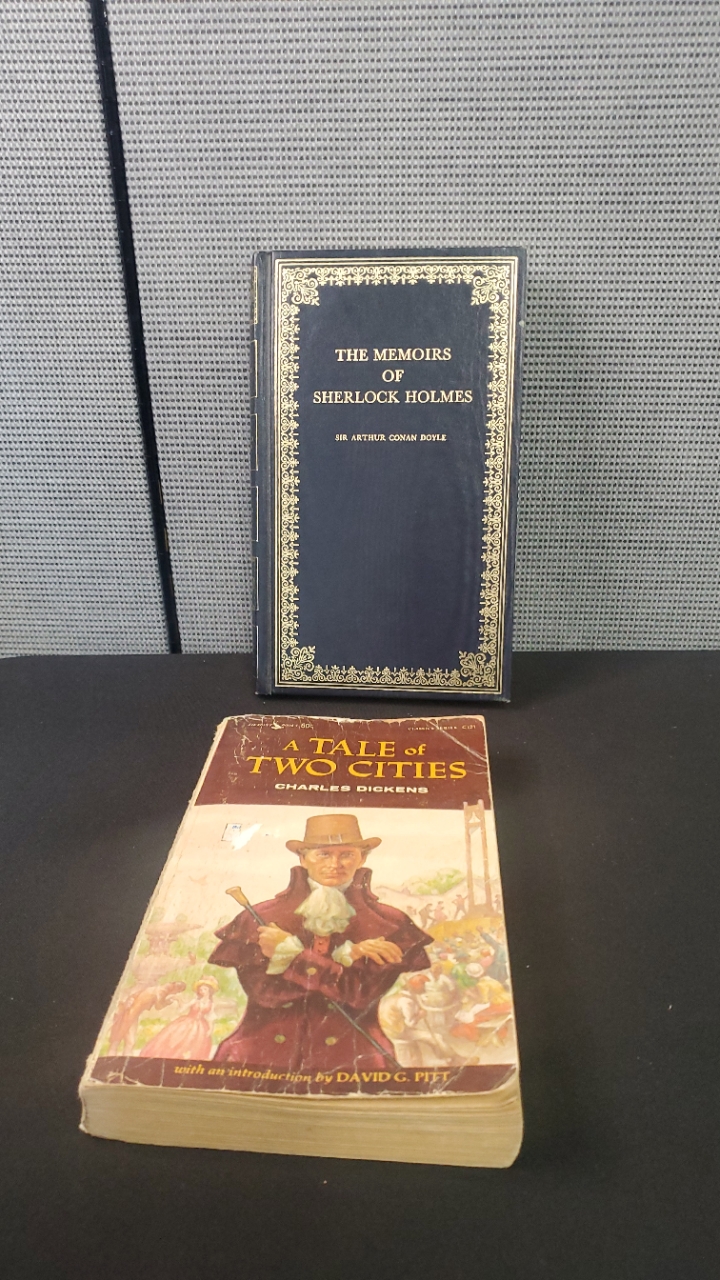 THE MEMOIRS
OF
SHERLOCK HOLMES
SIR ARTHUR CONAN DOYLE
A TALE of
TWO CITIES
CHARLES DICKENS
with an introduction by DAVID G. PITT